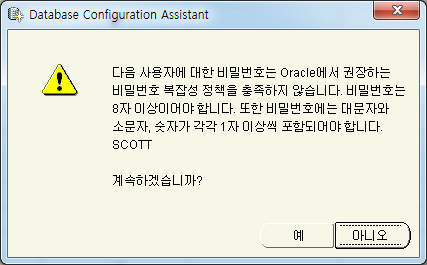 Database Configuration Assistant
다음 사용자에 대한 비밀번호는 Oracle에서 권장하는
비밀번호 복잡성 정책을 충족하지 않습니다. 비밀번호는
8자 이상이어야 합니다. 또한 비밀번호에는 대문자와
소문자, 숫자가 각각 1자 이상씩 포함되어야 합니다.
SCOTT
계속하겠습니까?
예
아니오